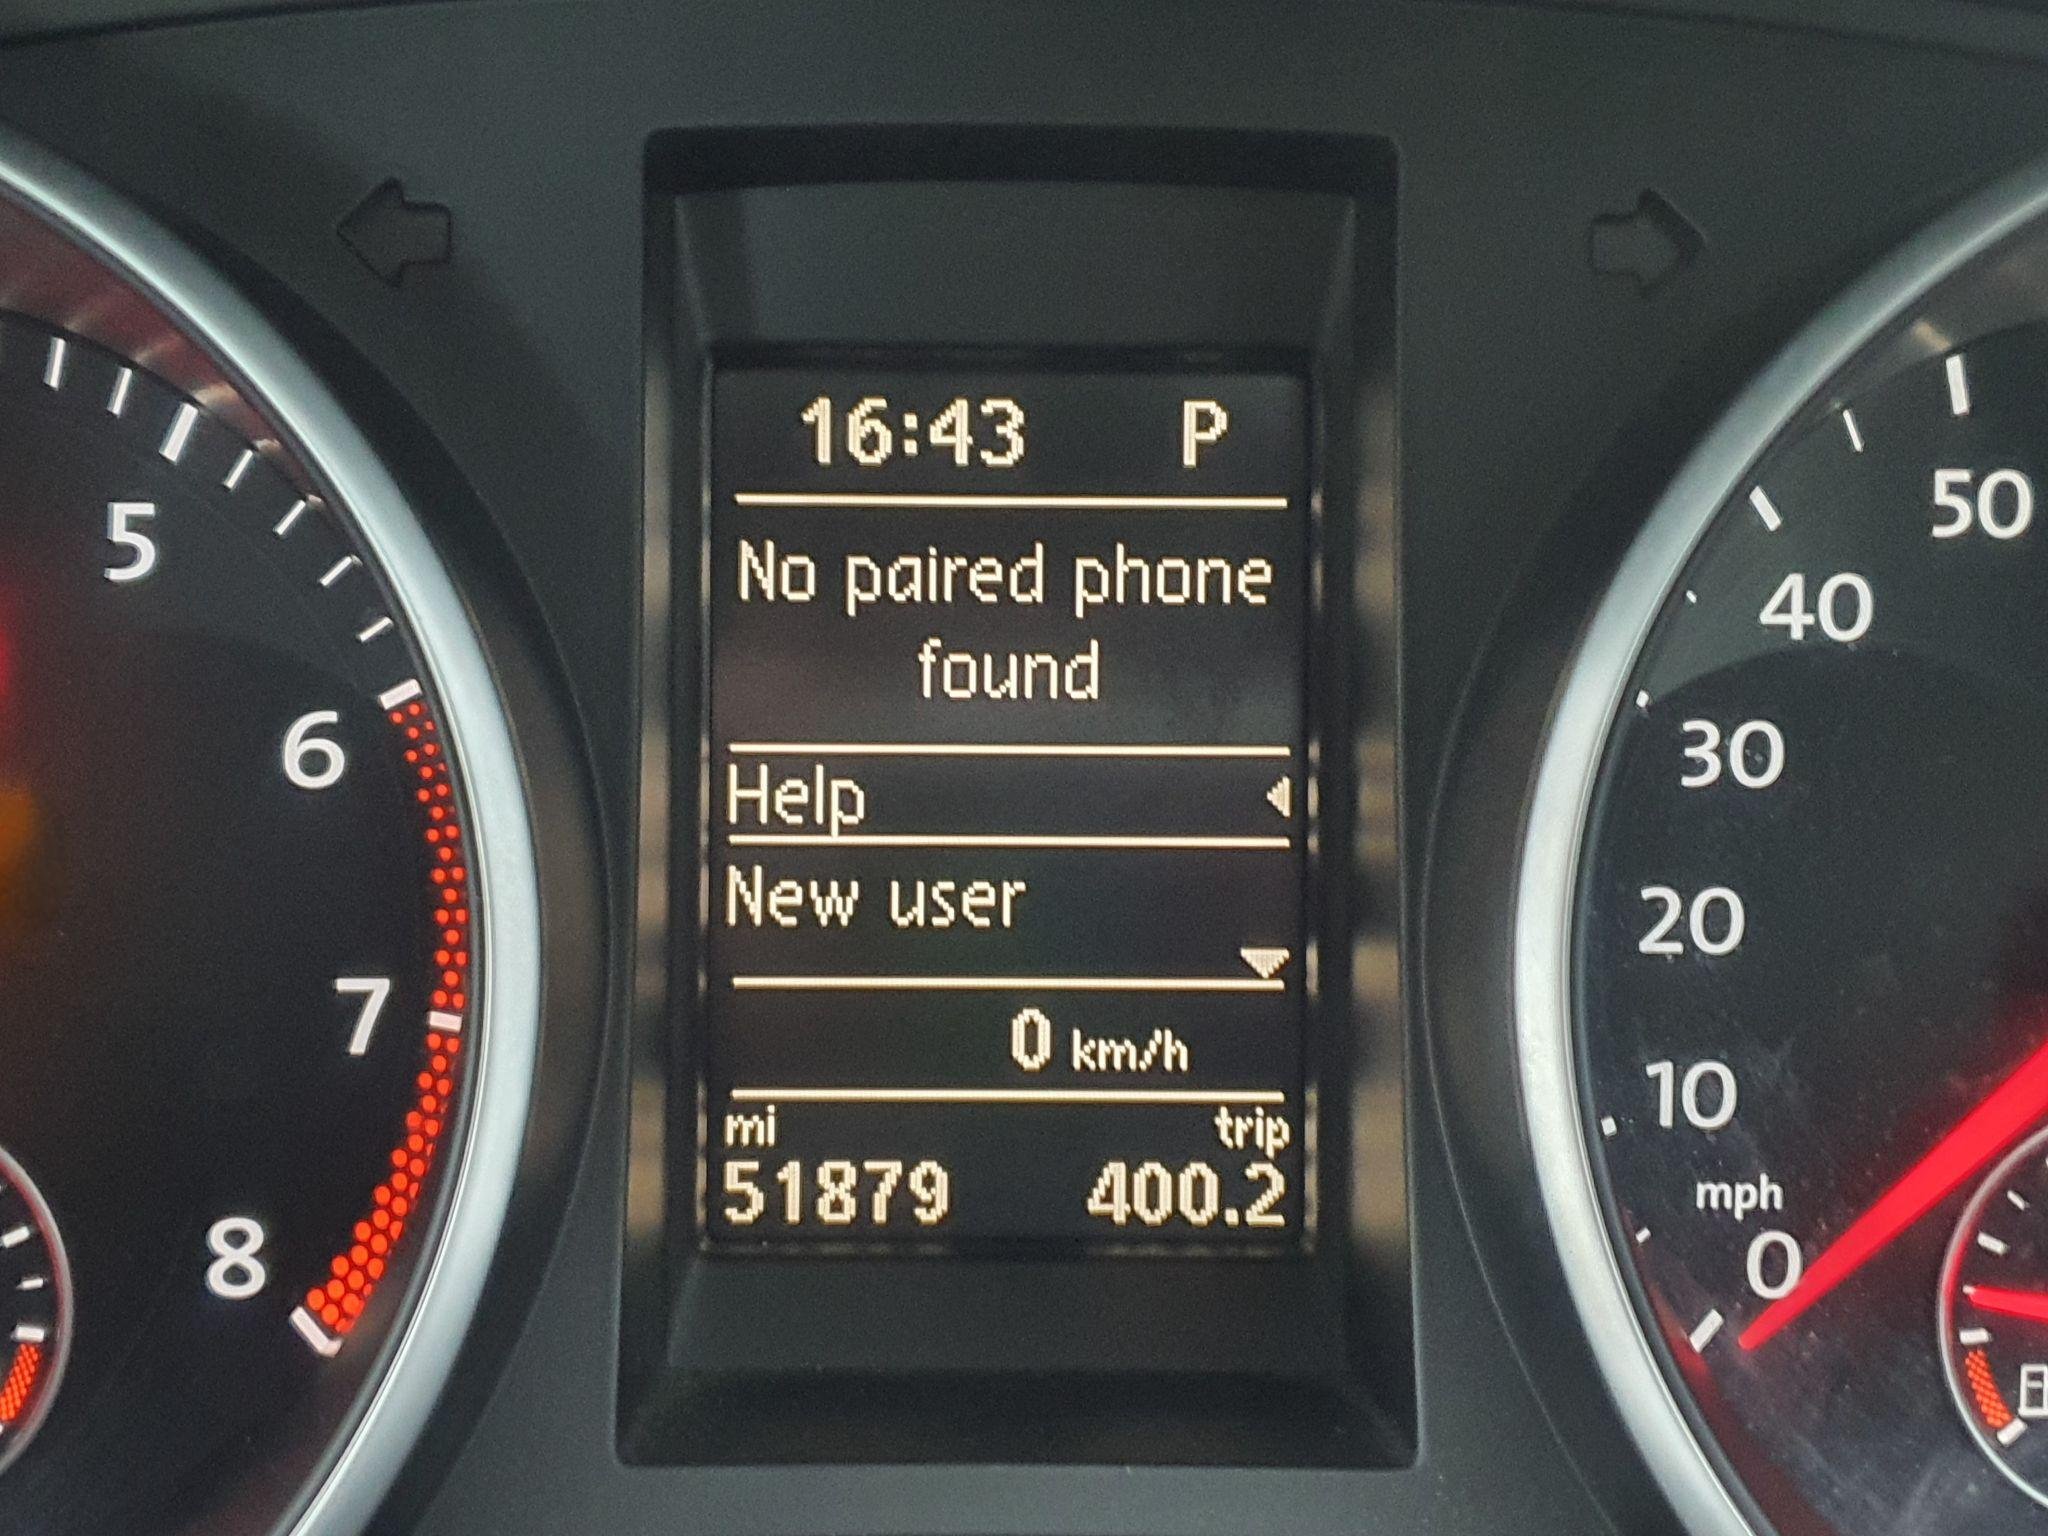 16:43 P
No paired phone
found
Help
New user
0 km/h
mi trip
51879 400.2
5
6
7
8
50
40
30
20
10
mph
0